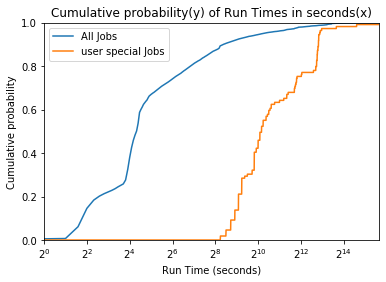 Cumulative probability(y) of Run Times in seconds(x)
1.0
0.8
0.6
0.4
0.2
0.0
Cumulative probability
All Jobs
user special Jobs
2^0 2^2 2^4 2^6 2^8 2^10 2^12 2^14
Run Time (seconds)